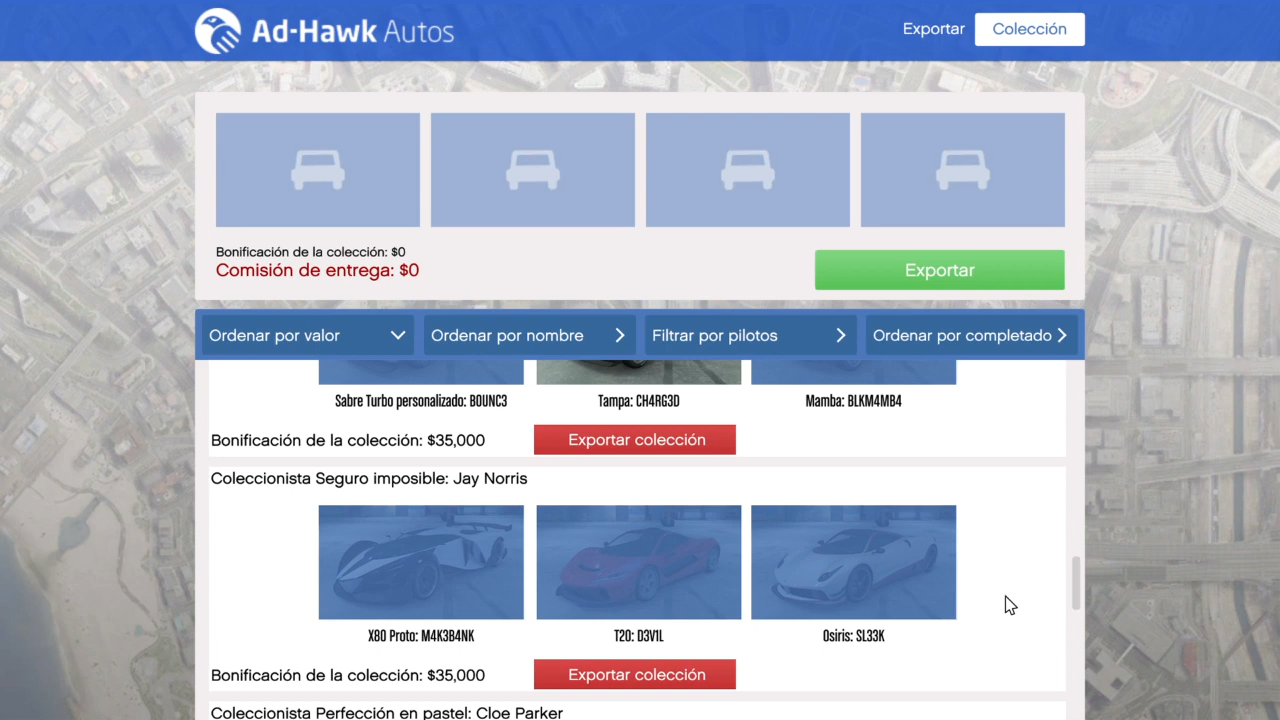 Ad-Hawk Autos
Exportar
Colección
Bonificación de la colección: $0
Comisión de entrega: $0
Exportar
Ordenar por valor
Ordenar por nombre
Filtrar por pilotos
Ordenar por completado
Sabre Turbo personalizado: B0UNC3
Tampa: CH4RG3D
Mamba: BLKM4MB4
Bonificación de la colección: $35,000
Exportar colección
Coleccionista Seguro imposible: Jay Norris
X80 Proto: M4K3B4NK
T20: D3V1L
Osiris: SL33K
Bonificación de la colección: $35,000
Exportar colección
Coleccionista Perfección en pastel: Cloe Parker